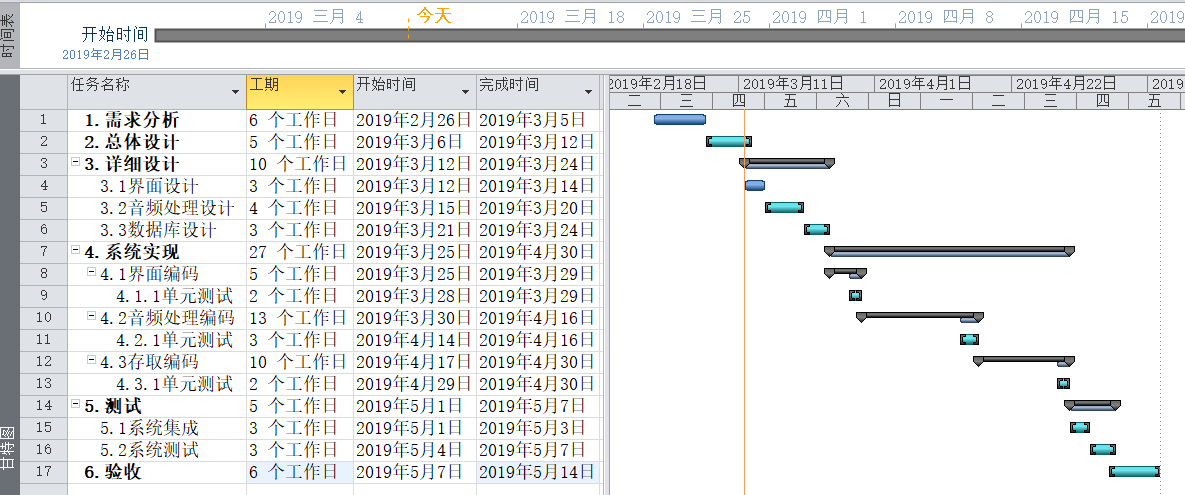 时间表
2019 三月 4
今天
2019 三月 18
2019 三月 25
2019 四月 1
2019 四月 8
2019 四月 15
2019
开始时间
2019年2月26日
任务名称 工期 开始时间 完成时间
2019年2月18日 2019年3月11日 2019年4月1日 2019年4月22日 2019
二 三 四 五 六 日 一 二 三 四 五
1 1. 需求分析 6 个工作日 2019年2月26日 2019年3月5日
2 2. 总体设计 5 个工作日 2019年3月6日 2019年3月12日
3 3. 详细设计 10 个工作日 2019年3月12日 2019年3月24日
4 3.1界面设计 3 个工作日 2019年3月12日 2019年3月14日
5 3.2音频处理设计 4 个工作日 2019年3月15日 2019年3月20日
6 3.3数据库设计 3 个工作日 2019年3月21日 2019年3月24日
7 4. 系统实现 27 个工作日 2019年3月25日 2019年4月30日
8 4.1界面编码 5 个工作日 2019年3月25日 2019年3月29日
9 4.1.1单元测试 2 个工作日 2019年3月28日 2019年3月29日
10 4.2音频处理编码 13 个工作日 2019年3月30日 2019年4月16日
11 4.2.1单元测试 3 个工作日 2019年4月14日 2019年4月16日
12 4.3存取编码 10 个工作日 2019年4月17日 2019年4月30日
13 4.3.1单元测试 2 个工作日 2019年4月29日 2019年4月30日
14 5. 测试 5 个工作日 2019年5月1日 2019年5月7日
15 5.1系统集成 3 个工作日 2019年5月1日 2019年5月3日
16 5.2系统测试 3 个工作日 2019年5月4日 2019年5月7日
17 6. 验收 6 个工作日 2019年5月7日 2019年5月14日
甘特图